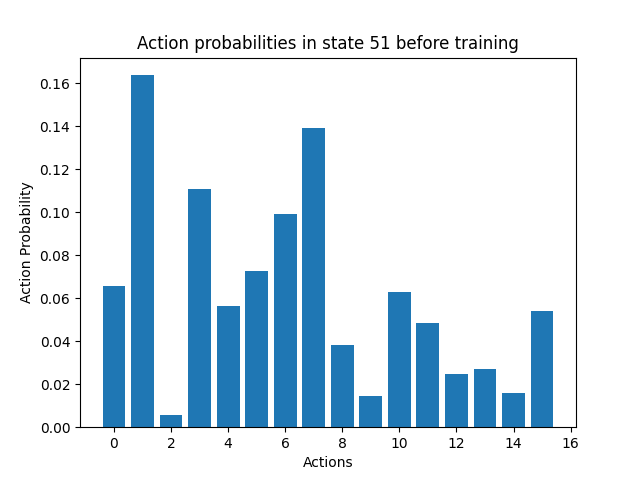 Action probabilities in state 51 before training
0.16
0.14
0.12
0.10
0.08
0.06
0.04
0.02
0.00
Action Probability
0 2 4 6 8 10 12 14 16
Actions